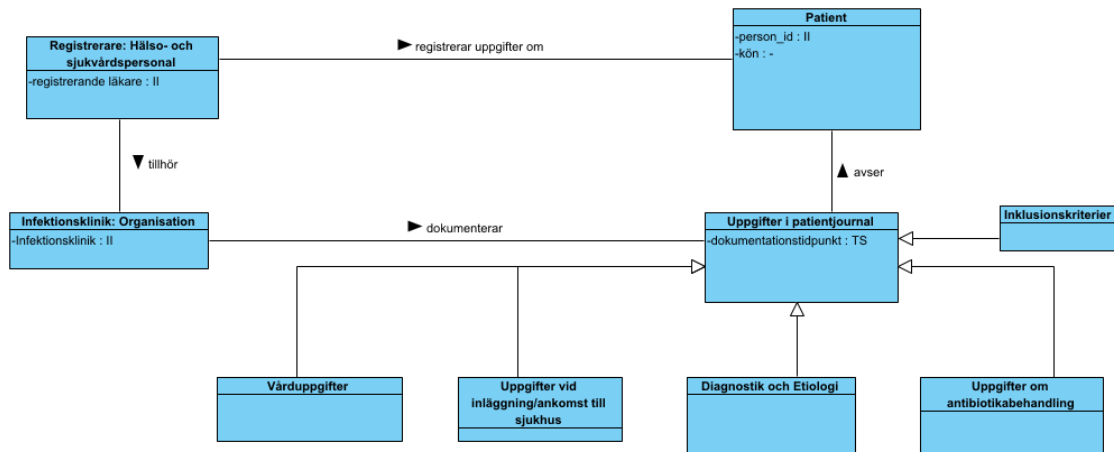 Patient
-person_id : II
-kön : -
Registrerare: Hälso- och
sjukvårdspersonal
-registrerande läkare : II
registrerar uppgifter om
tillhör
avser
Infektionsklinik: Organisation
-Infektionsklinik : II
dokumenterar
Uppgifter i patientjournal
-dokumentationstidpunkt : TS
Inklusionskriterier
Vårduppgifter
Uppgifter vid
inläggning/ankomst till
sjukhus
Diagnostik och Etiologi
Uppgifter om
antibiotikabehandling